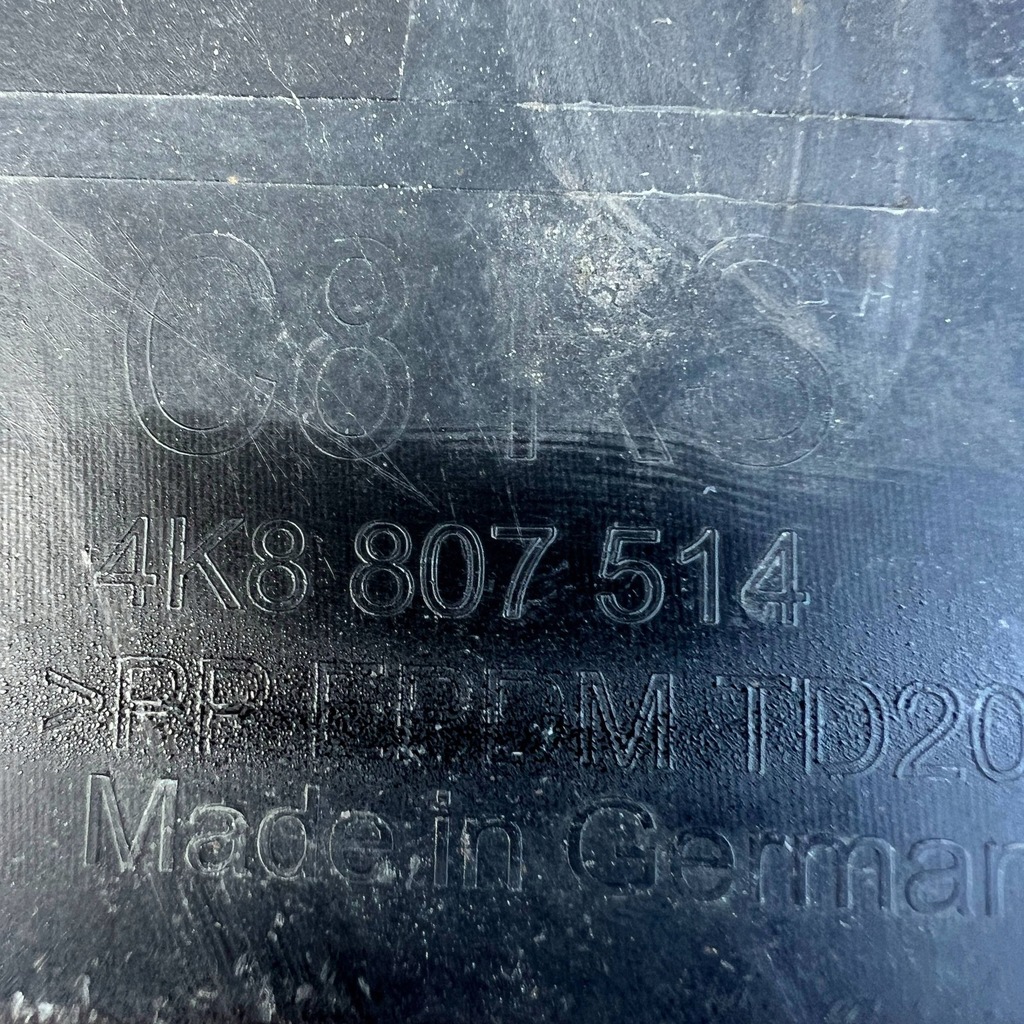 C8 RS
4K8 807 514
>PP EPDM TD20
Made in German